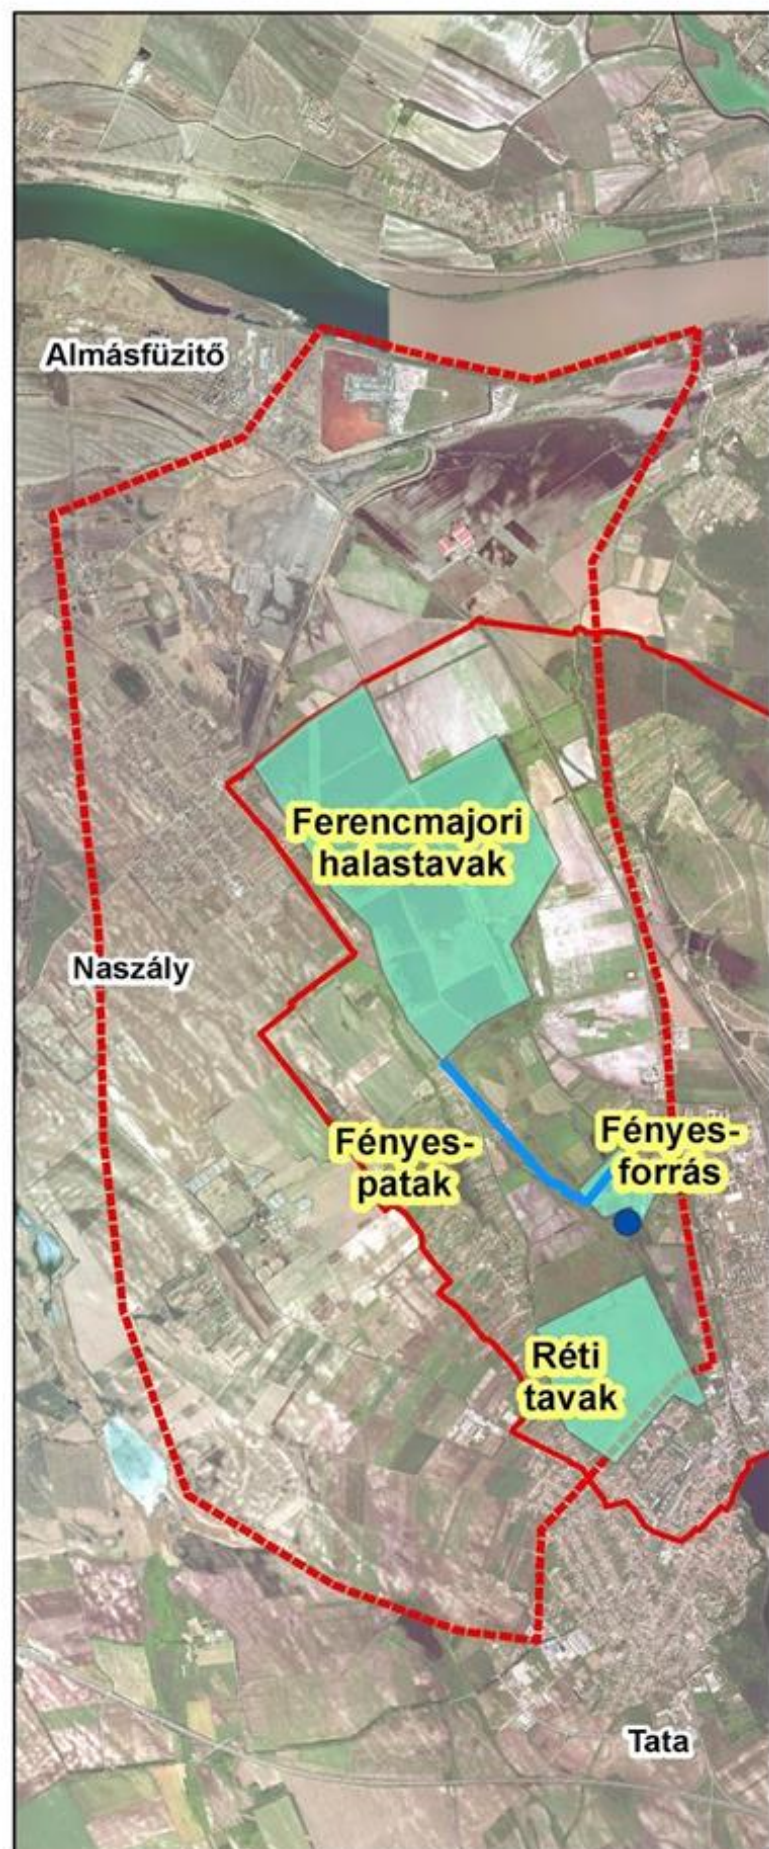 Almásfüzitő
Ferencmajori
halastavak
Naszály
Fényes-
patak
Fényes-
forrás
Réti
tavak
Tata